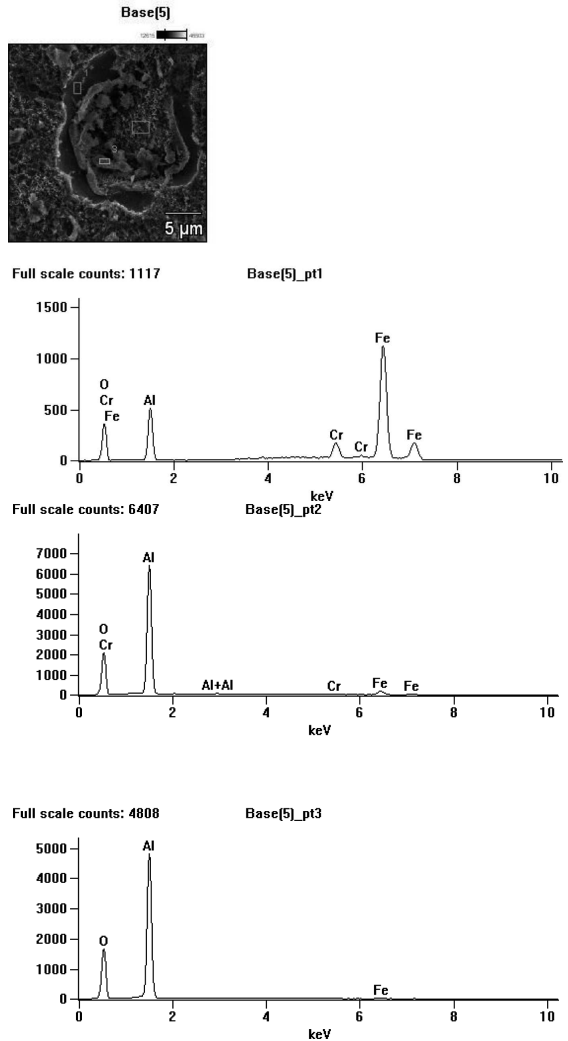 Base(5)
5 µm
3
Full scale counts: 1117 Base(5)_pt1
1500
1000
500
0
O
Cr
Fe
Al
Cr
Cr
Fe
Fe
0 2 4 6 8 10
keV
Full scale counts: 6407 Base(5)_pt2
7000
6000
5000
4000
3000
2000
1000
0
O
Cr
Al
Al+Al
Cr
Fe
Fe
0 2 4 6 8 10
keV
Full scale counts: 4808 Base(5)_pt3
5000
4000
3000
2000
1000
0
O
Al
Fe
0 2 4 6 8 10
keV